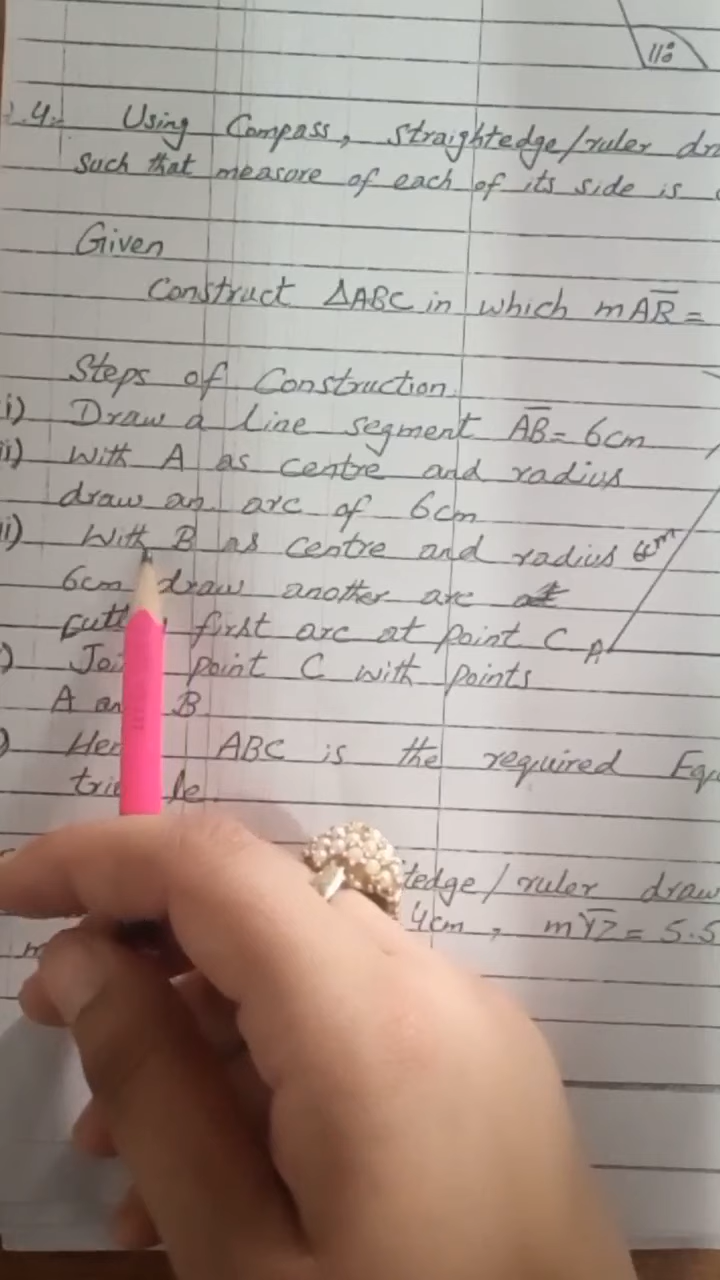 110
.4. Using Compass, straightedge/ruler
such that measure of each of its side is
Given
Construct ΔABC in which mAB =
Steps of Construction.
i) Draw a line segment AB = 6cm
ii) With A as centre and radius
draw an arc of 6cm
ii) With B as centre and radius 6cm
6cm draw another arc
first arc at point C A
) point C with points
A B
) ABC is the required
ruler draw
4cm, mYZ = 5.5